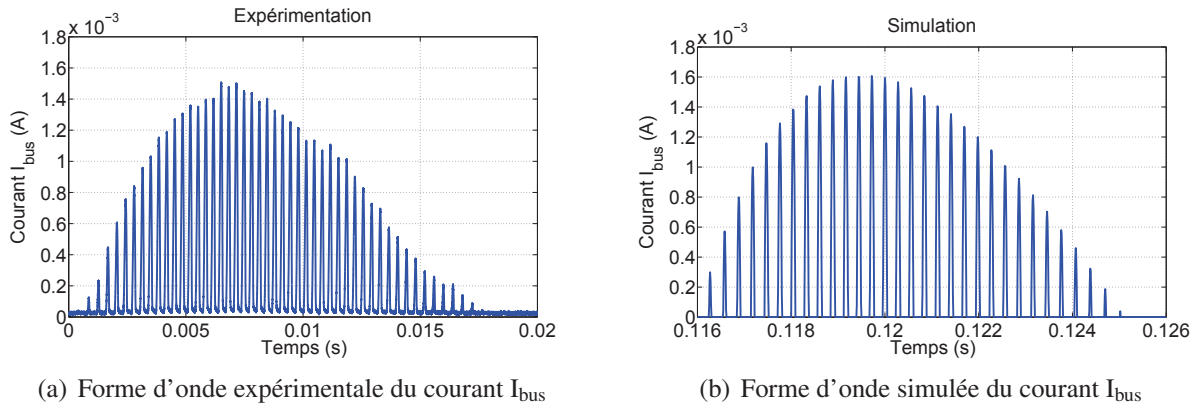 Expérimentation
x 10⁻³
1.8
1.6
1.4
1.2
1
0.8
0.6
0.4
0.2
0
Courant I_bus (A)
0 0.005 0.01 0.015 0.02
Temps (s)
(a) Forme d'onde expérimentale du courant I_bus
Simulation
x 10⁻³
1.8
1.6
1.4
1.2
1
0.8
0.6
0.4
0.2
0
Courant I_bus (A)
0.116 0.118 0.12 0.122 0.124 0.126
Temps (s)
(b) Forme d'onde simulée du courant I_bus